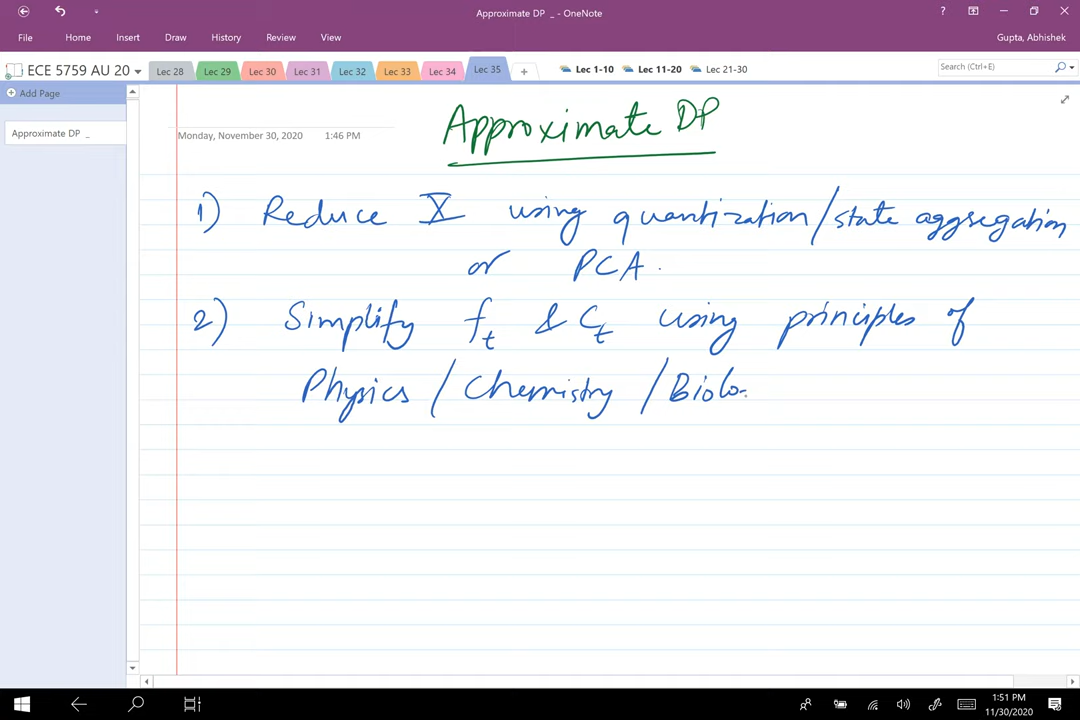 Approximate DP _ - OneNote
File Home Insert Draw History Review View
Gupta, Abhishek
ECE 5759 AU 20
Lec 28 Lec 29 Lec 30 Lec 31 Lec 32 Lec 33 Lec 34 Lec 35
Lec 1-10 Lec 11-20 Lec 21-30
Search (Ctrl+E)
Add Page
Approximate DP _
Monday, November 30, 2020 1:46 PM
Approximate DP
1) Reduce X using quantization/state aggregation
or PCA.
2) Simplify f_t & C_t using principles of
Physics / Chemistry / Biolo
1:51 PM
11/30/2020